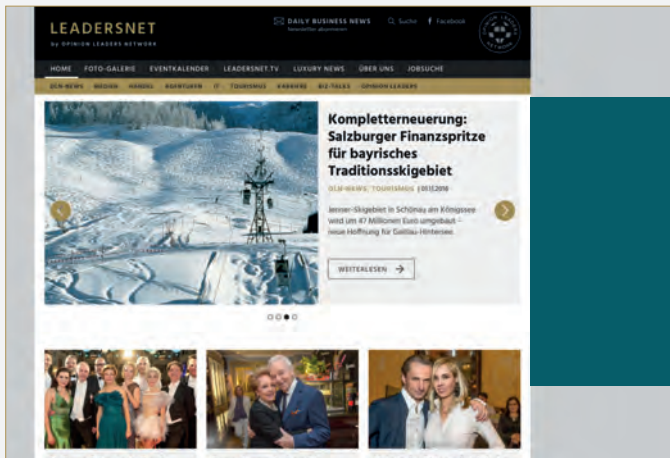 LEADERSNET
by OPINION LEADERS NETWORK
DAILY BUSINESS NEWS
Newsletter abonnieren
Suche
Facebook
OPINION LEADERS NETWORK
HOME FOTO-GALERIE EVENTKALENDER LEADERSNET.TV LUXURY NEWS ÜBER UNS JOBSUCHE
OLN-NEWS MEDIEN HANDEL AGENTUREN IT TOURISMUS KARRIERE BIZ-TALKS OPINION LEADERS
Kompletterneuerung:
Salzburger Finanzspritze
für bayrisches
Traditionsskigebiet
OLN-NEWS, TOURISMUS
Jenner-Skigebiet in Schönau am Königssee
wird um 47 Millionen Euro umgebaut –
neue Hoffnung für Gaißau-Hintersee.
WEITERLESEN